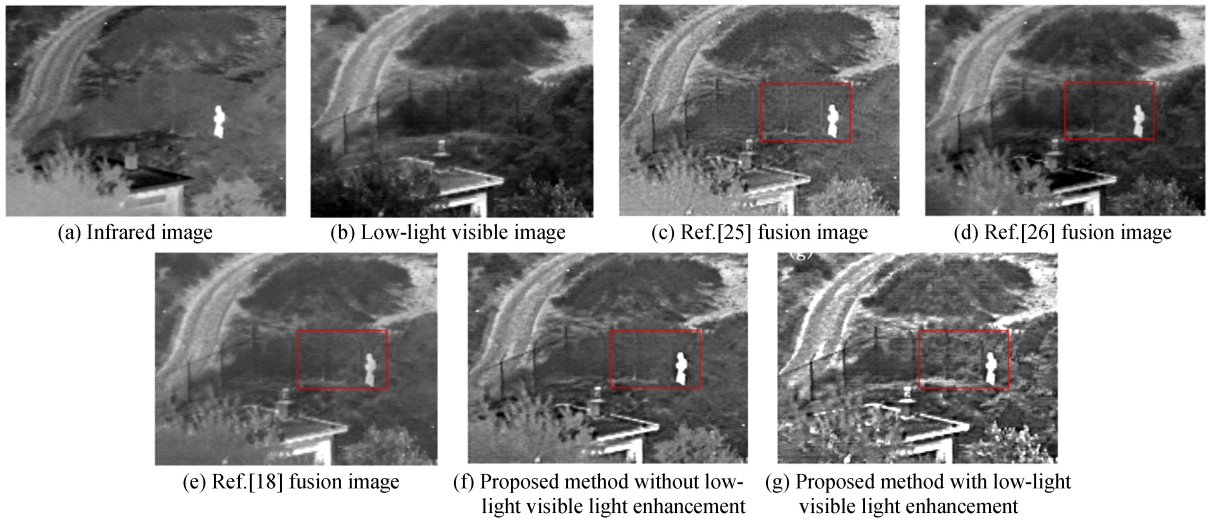 (a) Infrared image
(b) Low-light visible image
(c) Ref.[25] fusion image
(d) Ref.[26] fusion image
(g)
(e) Ref.[18] fusion image
(f) Proposed method without low-
light visible light enhancement
(g) Proposed method with low-light
visible light enhancement